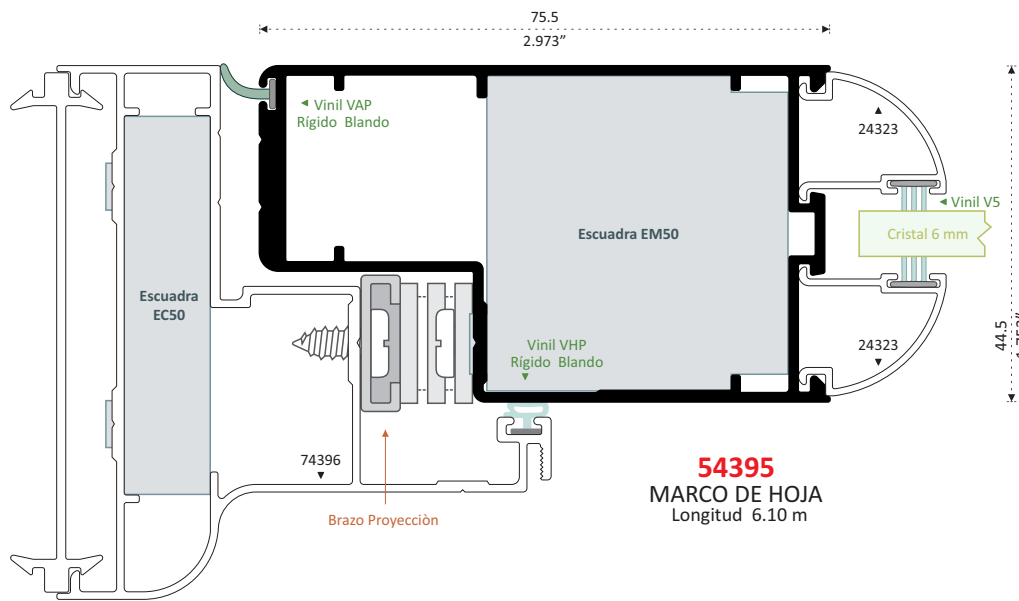 75.5
2.973”
Vinil VAP
Rígido Blando
24323
Vinil V5
Cristal 6 mm
Escuadra EM50
Escuadra
EC50
Vinil VHP
Rígido Blando
24323
44.5
74396
54395
MARCO DE HOJA
Longitud 6.10 m
Brazo Proyecciòn